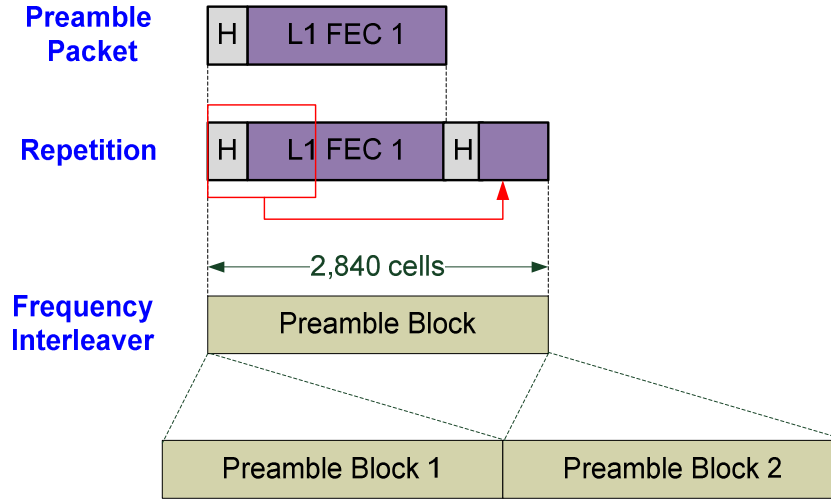 Preamble
Packet
H
L1 FEC 1
Repetition
H
L1 FEC 1
H
2,840 cells
Frequency
Interleaver
Preamble Block
Preamble Block 1
Preamble Block 2